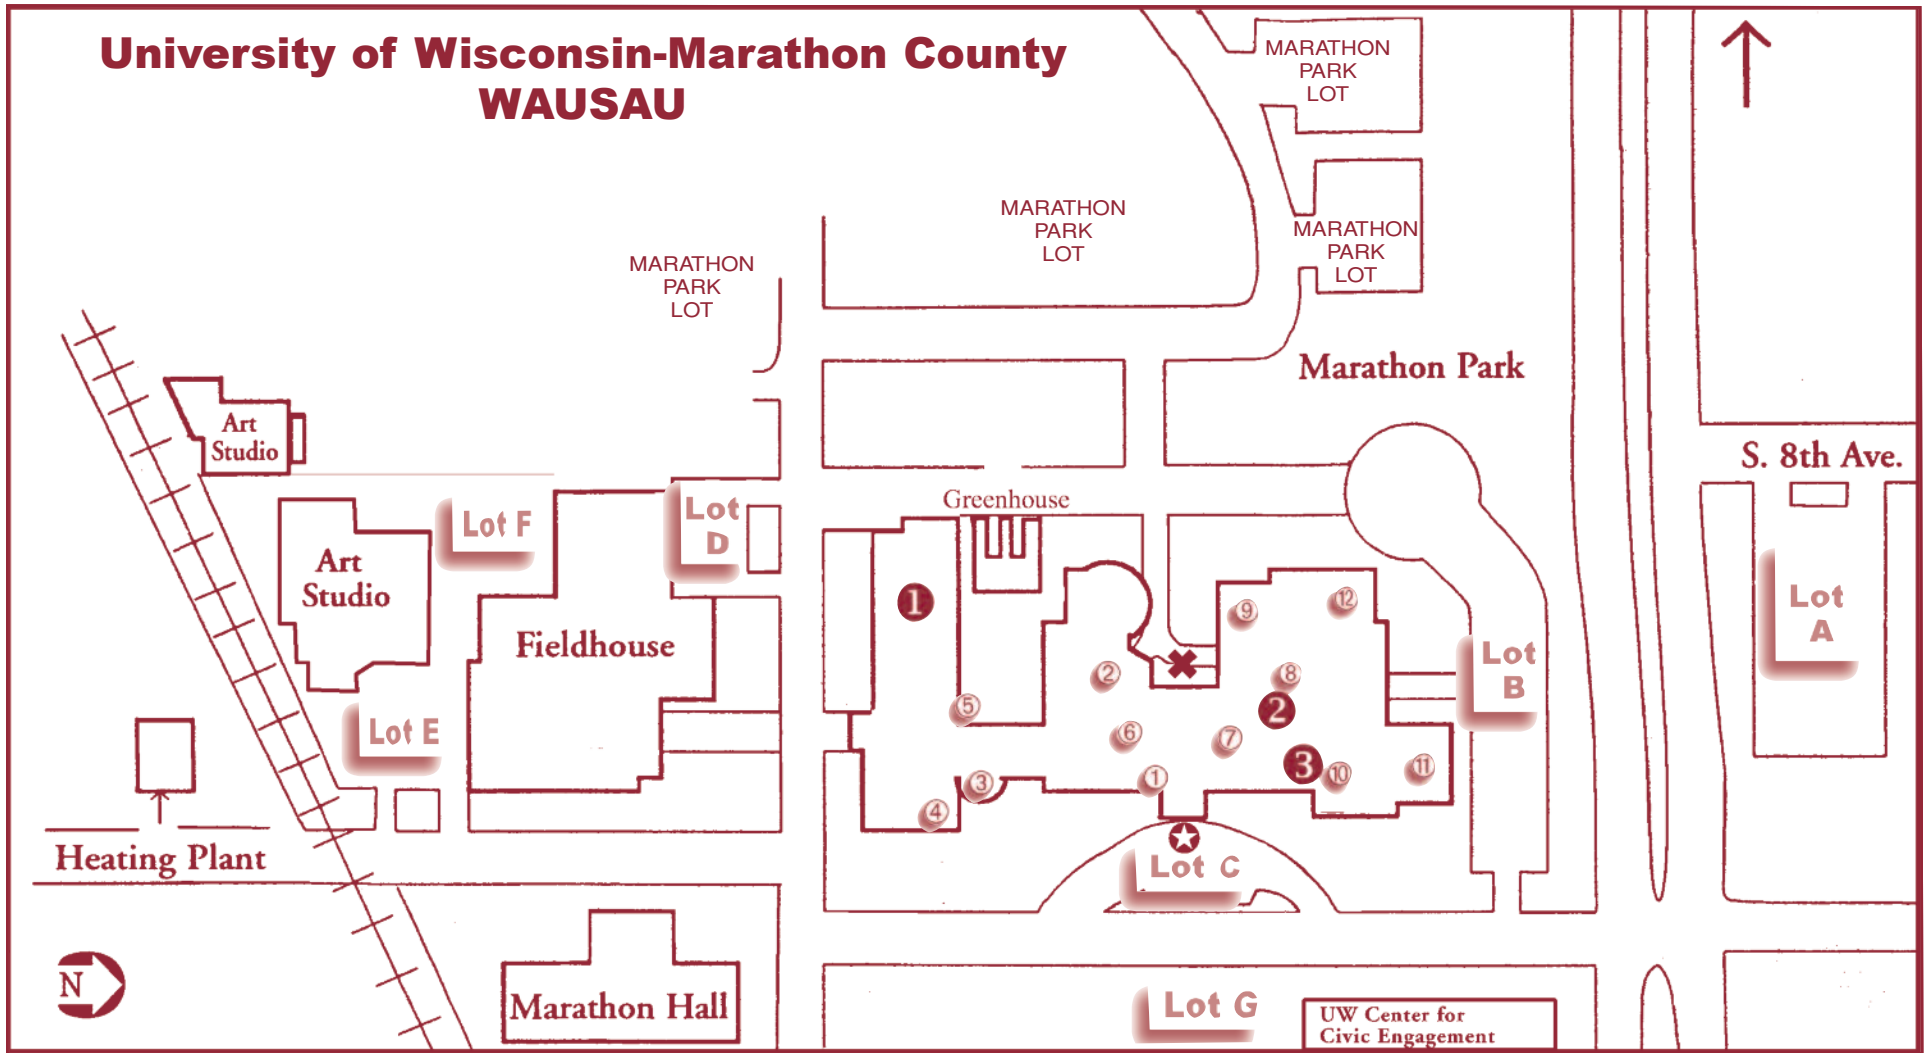 University of Wisconsin-Marathon County
WAUSAU
MARATHON
PARK
LOT
MARATHON
PARK
LOT
MARATHON
PARK
LOT
MARATHON
PARK
LOT
Marathon Park
Art
Studio
S. 8th Ave.
Greenhouse
Lot F
Lot
D
Art
Studio
Fieldhouse
1
9
12
Lot
A
Lot
B
2
8
5
2
6
7
Lot E
3
10
11
1
3
4
Heating Plant
Lot C
N
Marathon Hall
Lot G
UW Center for
Civic Engagement